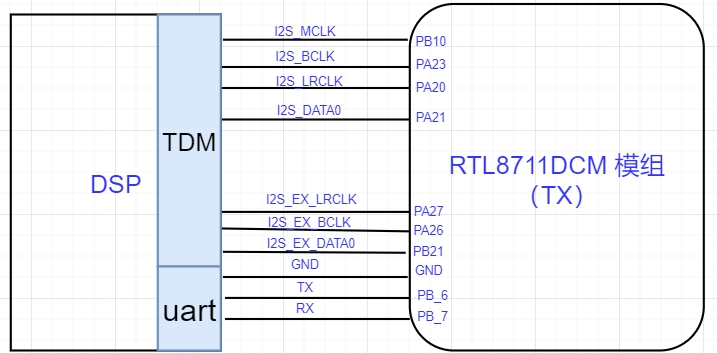 I2S_MCLK
PB10
I2S_BCLK
PA23
I2S_LRCLK
PA20
I2S_DATA0
PA21
TDM
DSP
RTL8711DCM 模组
（TX）
I2S_EX_LRCLK
PA27
I2S_EX_BCLK
PA26
I2S_EX_DATA0
PB21
GND
GND
TX
PB_6
uart
RX
PB_7